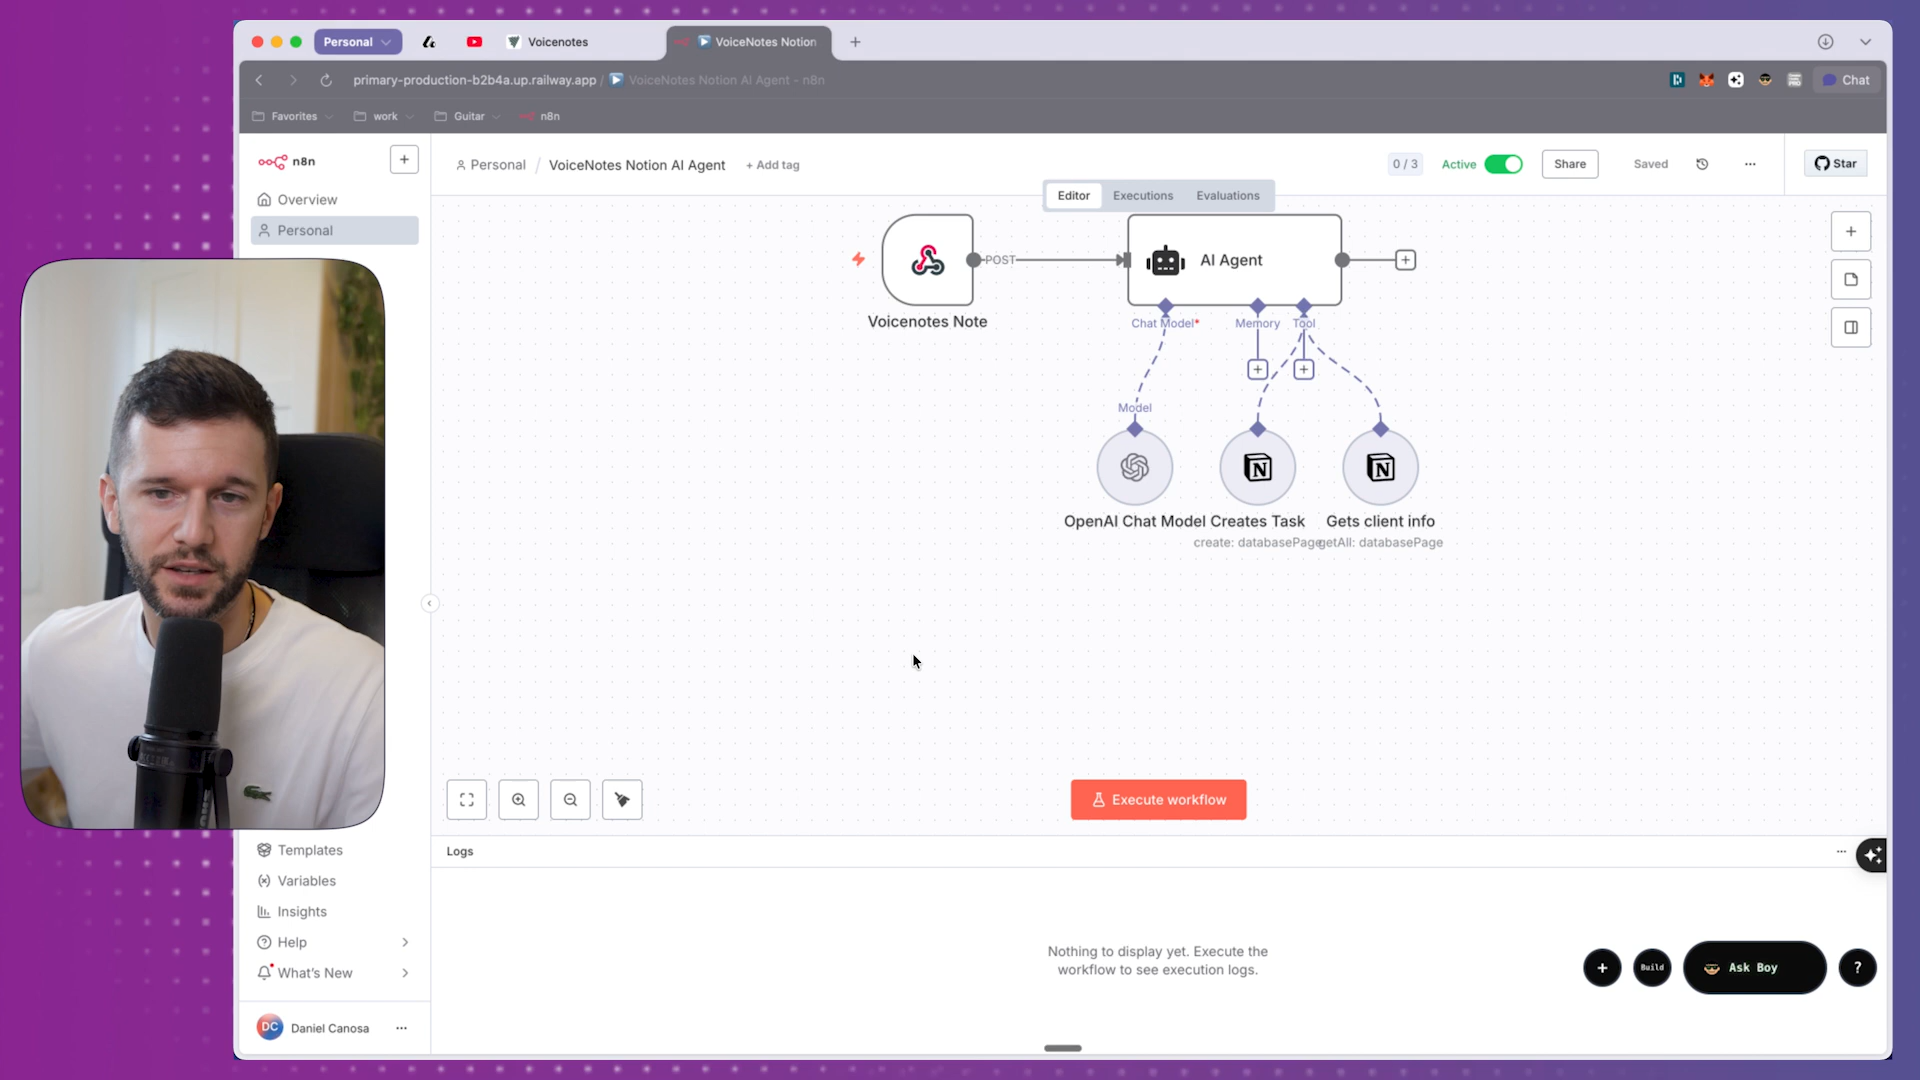 Personal
Voicenotes
VoiceNotes Notion
primary-production-b2b4a.up.railway.app / VoiceNotes Notion AI Agent - n8n
Chat
Favorites
work
Guitar
n8n
n8n
Personal / VoiceNotes Notion AI Agent + Add tag
0 / 3
Active
Share
Saved
Star
Editor
Executions
Evaluations
Overview
Personal
POST
AI Agent
Voicenotes Note
Chat Model*
Memory
Tool
Model
OpenAI Chat Model
Creates Task
create: databasePage
Gets client info
getAll: databasePage
Execute workflow
Templates
Variables
Insights
Help
What's New
DC
Daniel Canosa
Logs
Nothing to display yet. Execute the
workflow to see execution logs.
Build
Ask Boy
?